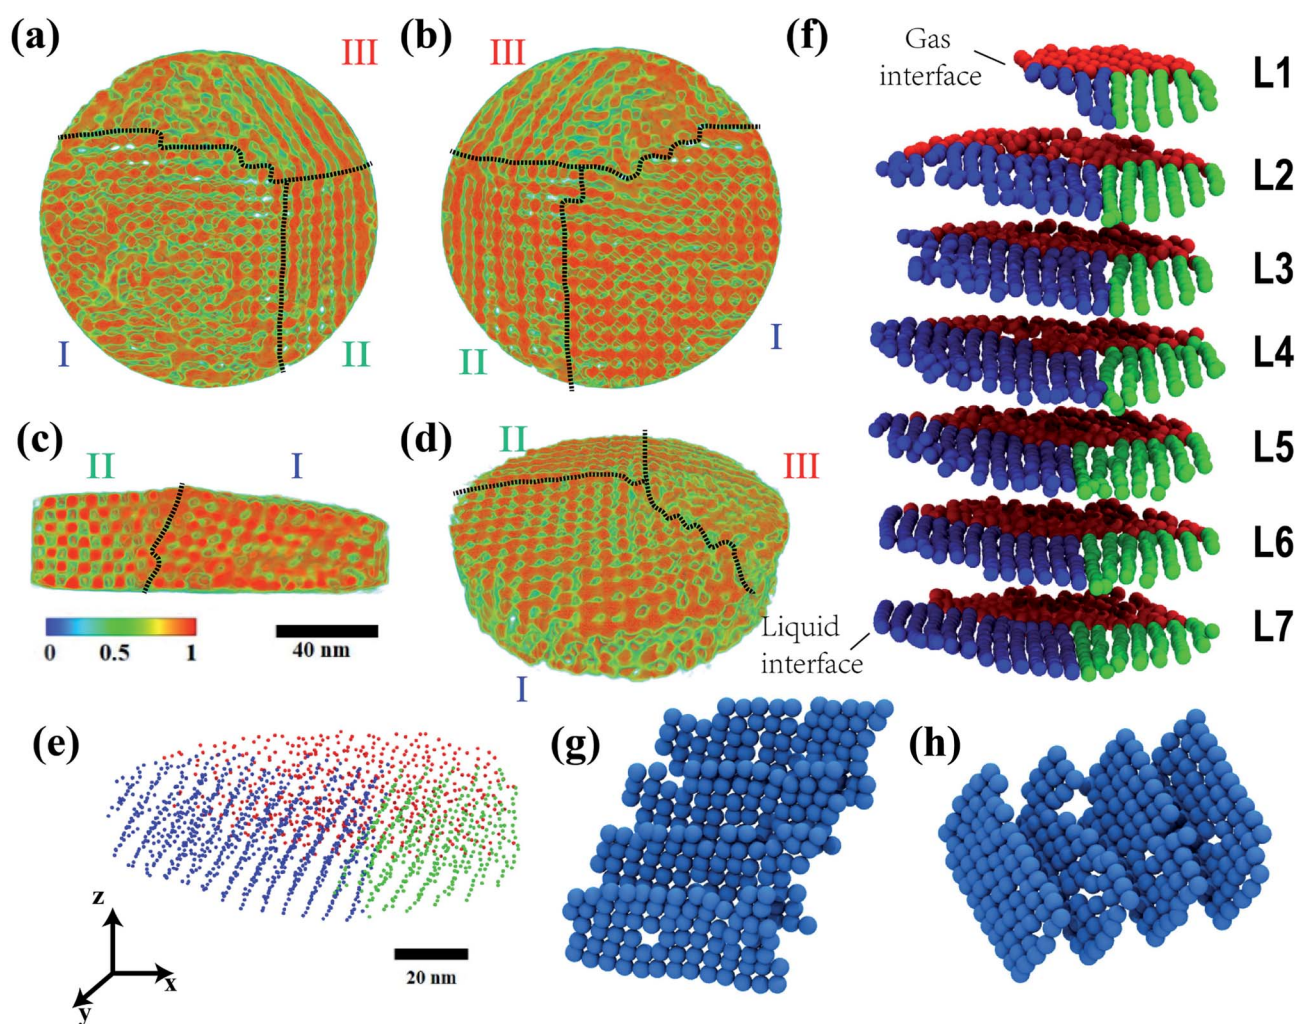 (a)
III
I
II
(b)
III
II
I
(c)
II
I
0
0.5
1
40 nm
(d)
II
III
I
(e)
z
x
y
20 nm
(f)
Gas
interface
L1
L2
L3
L4
L5
L6
L7
Liquid
interface
(g)
(h)